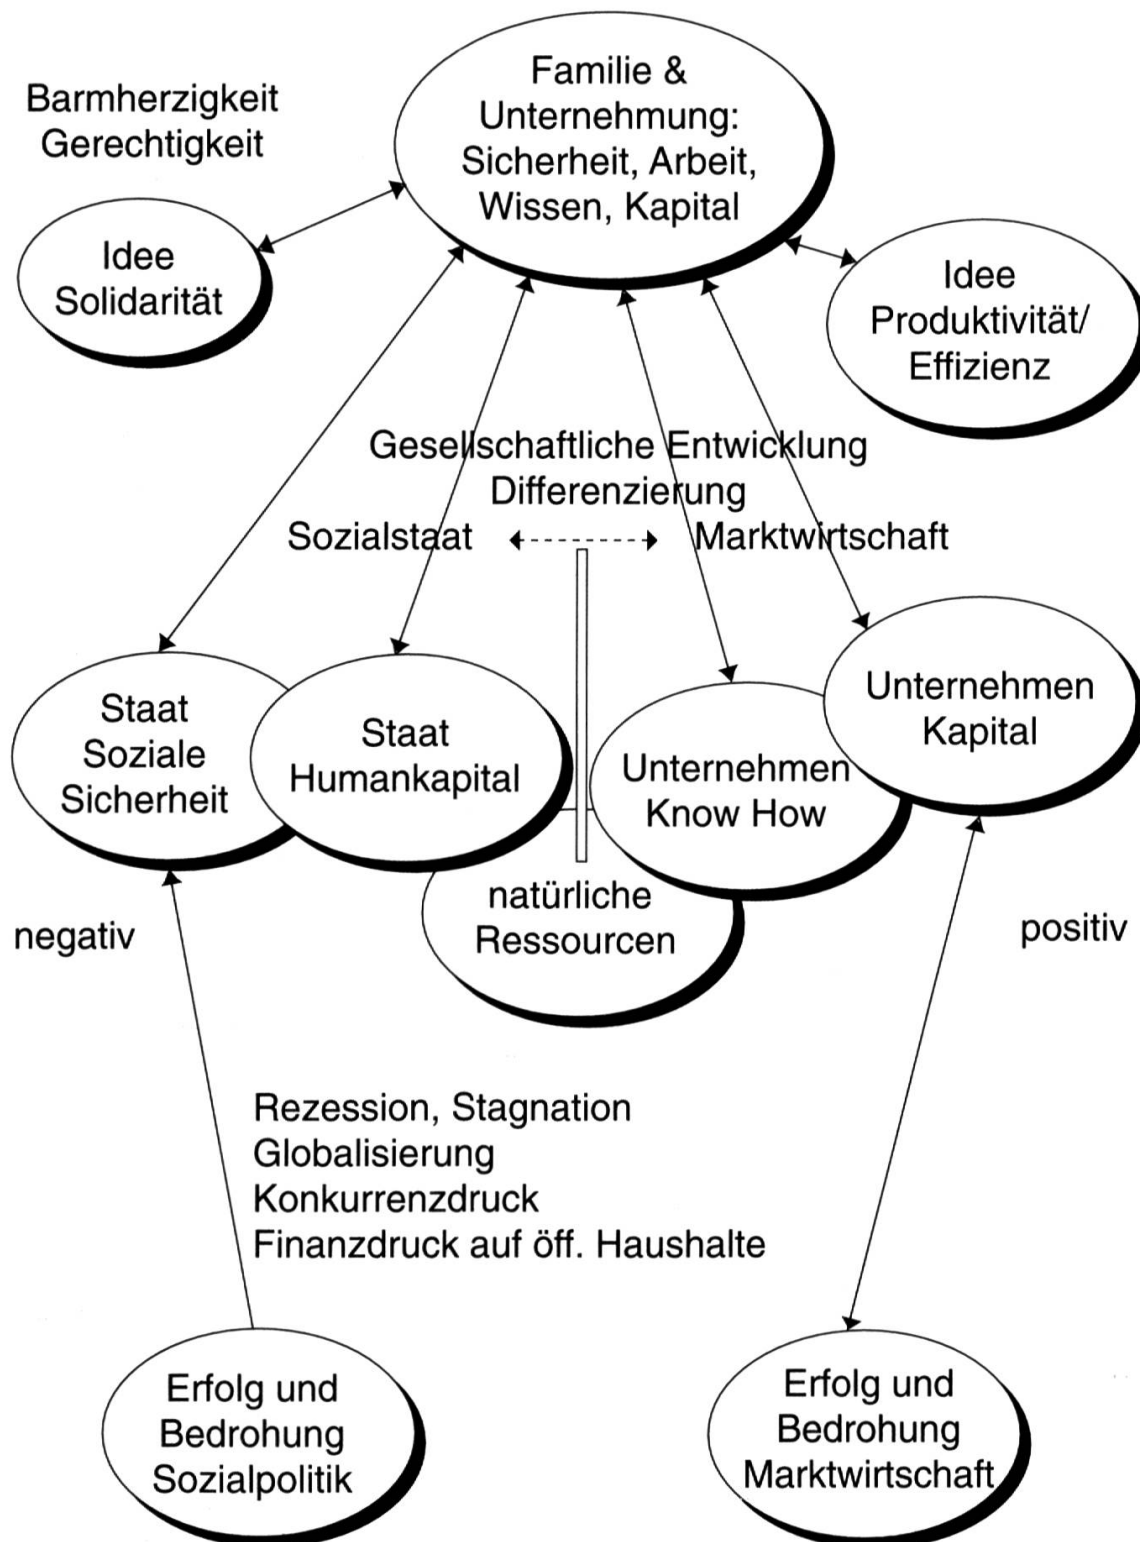 Familie &
Unternehmung:
Sicherheit, Arbeit,
Wissen, Kapital
Barmherzigkeit
Gerechtigkeit
Idee
Solidarität
Idee
Produktivität/
Effizienz
Gesellschaftliche Entwicklung
Differenzierung
Sozialstaat
Marktwirtschaft
Staat
Soziale
Sicherheit
Staat
Humankapital
Unternehmen
Know How
Unternehmen
Kapital
natürliche
Ressourcen
negativ
positiv
Rezession, Stagnation
Globalisierung
Konkurrenzdruck
Finanzdruck auf öff. Haushalte
Erfolg und
Bedrohung
Sozialpolitik
Erfolg und
Bedrohung
Marktwirtschaft